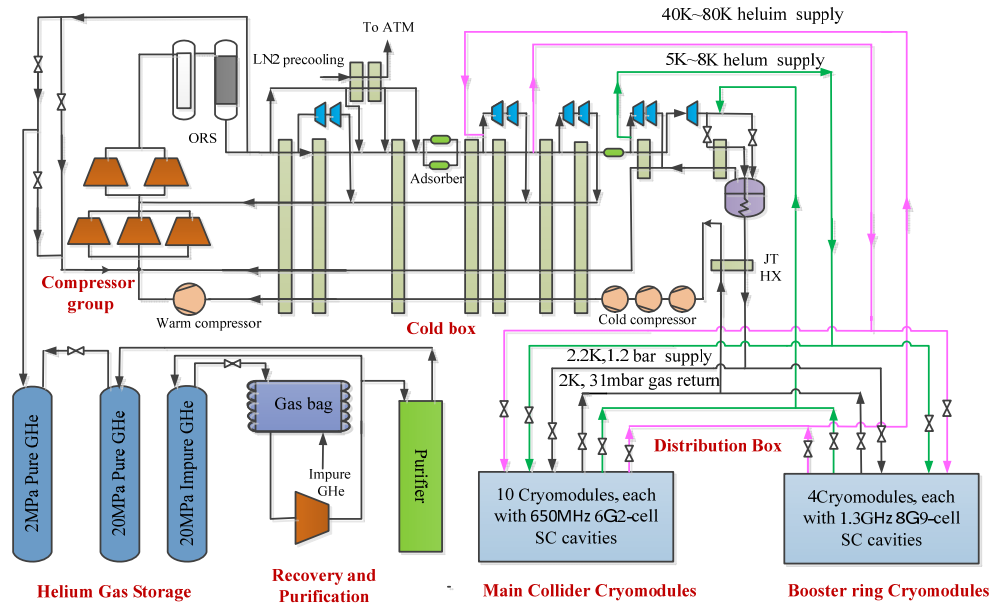 To ATM
40K~80K heluim supply
LN2 precooling
5K~8K helum supply
ORS
Adsorber
Compressor
group
JT
HX
Warm compressor
Cold box
Cold compressor
2.2K,1.2 bar supply
2K, 31mbar gas return
2MPa Pure GHe
20MPa Pure GHe
20MPa Impure GHe
Gas bag
Impure
GHe
Purifier
Distribution Box
10 Cryomodules, each
with 650MHz 6G2-cell
SC cavities
4Cryomodules, each
with 1.3GHz 8G9-cell
SC cavities
Helium Gas Storage
Recovery and
Purification
-
Main Collider Cryomodules
Booster ring Cryomodules